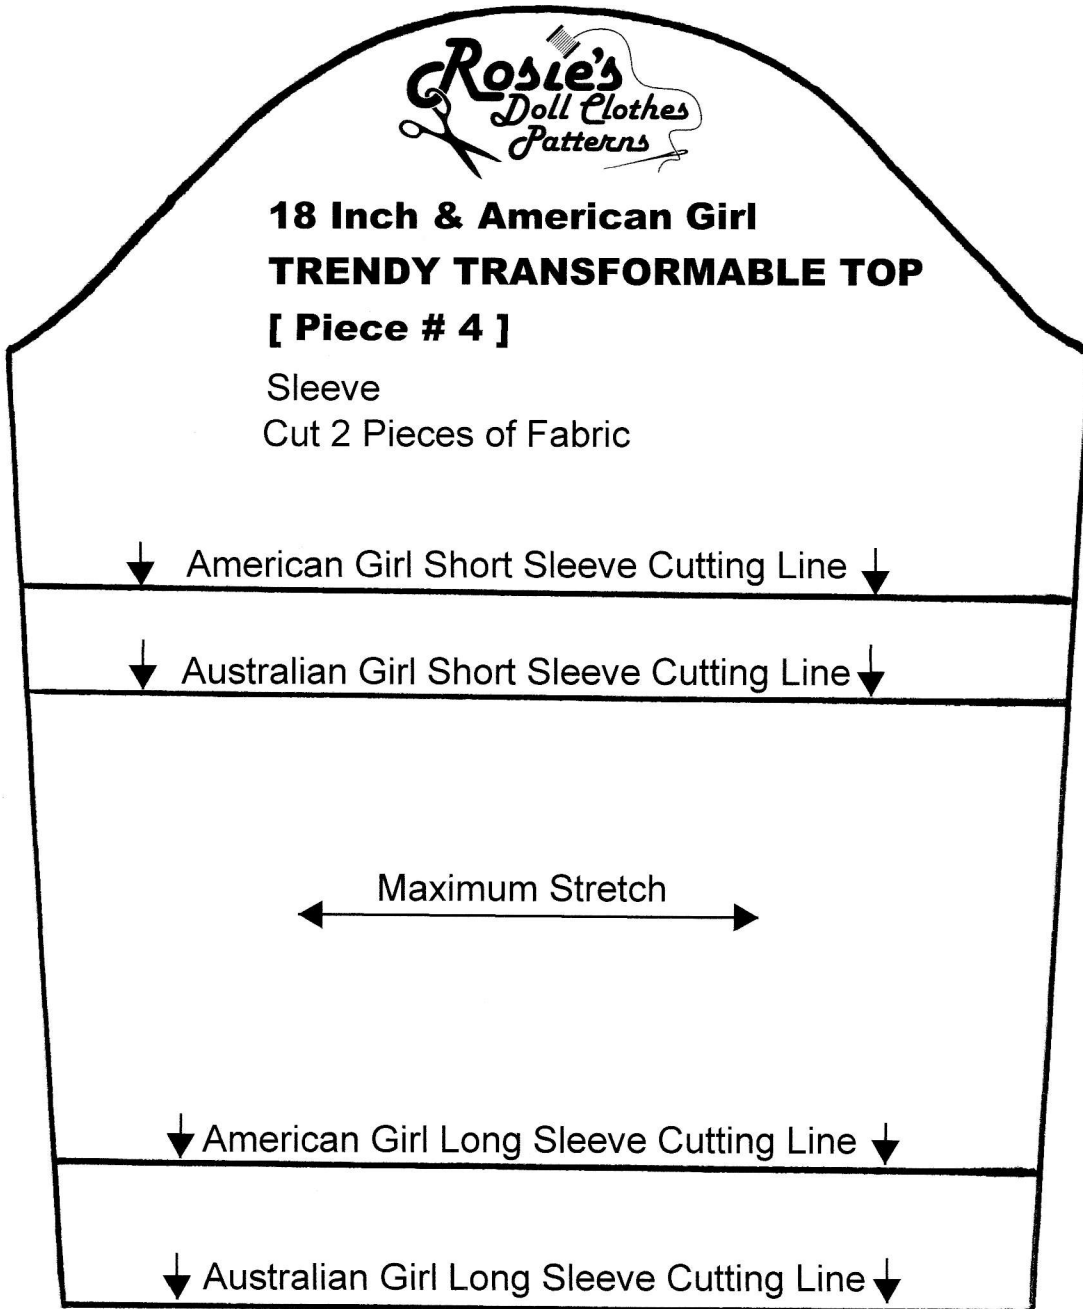 Rosie's
Doll Clothes
Patterns
18 Inch & American Girl
TRENDY TRANSFORMABLE TOP
[ Piece # 4 ]
Sleeve
Cut 2 Pieces of Fabric
American Girl Short Sleeve Cutting Line
Australian Girl Short Sleeve Cutting Line
Maximum Stretch
American Girl Long Sleeve Cutting Line
Australian Girl Long Sleeve Cutting Line